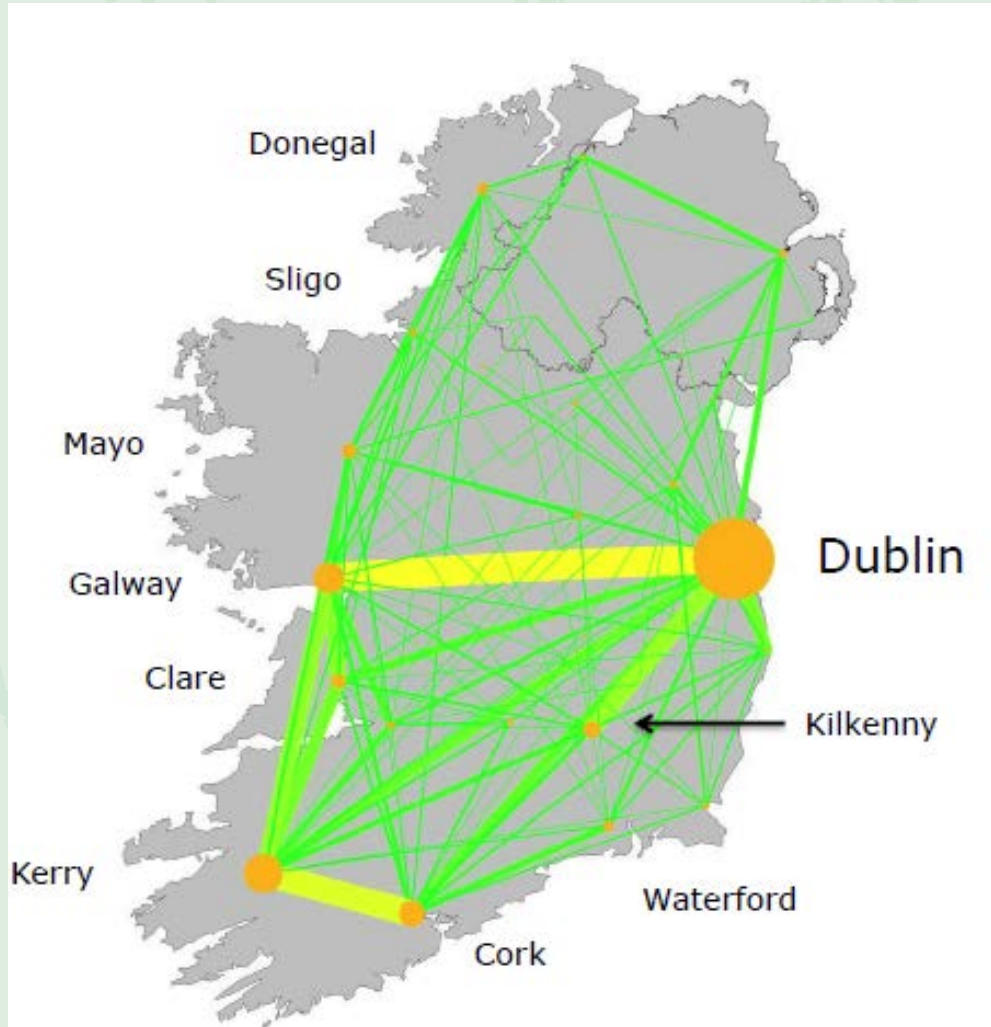 Donegal
Sligo
Mayo
Galway
Dublin
Clare
Kilkenny
Kerry
Waterford
Cork